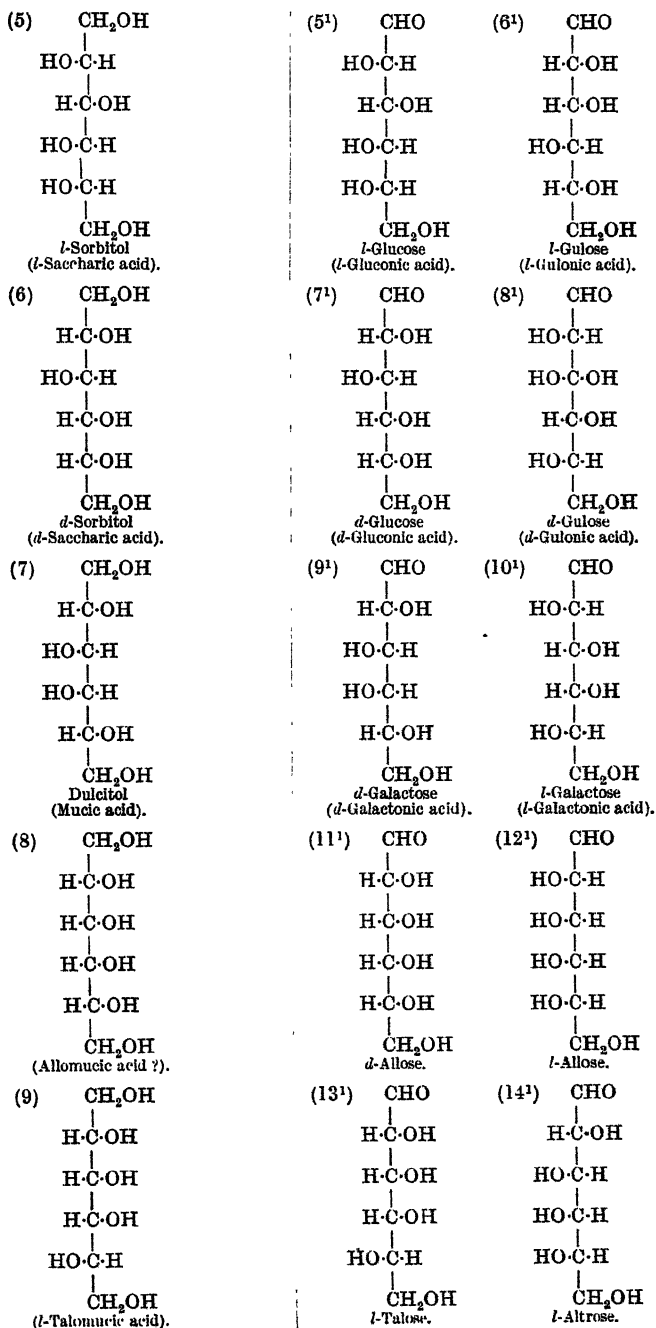 (5) CH₂OH
HO·C·H
H·C·OH
HO·C·H
HO·C·H
CH₂OH
l-Sorbitol
(l-Saccharic acid).
(5¹) CHO
HO·C·H
H·C·OH
HO·C·H
HO·C·H
CH₂OH
l-Glucose
(l-Gluconic acid).
(6¹) CHO
H·C·OH
H·C·OH
HO·C·H
H·C·OH
CH₂OH
l-Gulose
(l-Gulonic acid).
(6) CH₂OH
H·C·OH
HO·C·H
H·C·OH
H·C·OH
CH₂OH
d-Sorbitol
(d-Saccharic acid).
(7¹) CHO
H·C·OH
HO·C·H
H·C·OH
H·C·OH
CH₂OH
d-Glucose
(d-Gluconic acid).
(8¹) CHO
HO·C·H
HO·C·OH
H·C·OH
HO·C·H
CH₂OH
d-Gulose
(d-Gulonic acid).
(7) CH₂OH
H·C·OH
HO·C·H
HO·C·H
H·C·OH
CH₂OH
Dulcitol
(Mucic acid).
(9¹) CHO
H·C·OH
HO·C·H
HO·C·H
H·C·OH
CH₂OH
d-Galactose
(d-Galactonic acid).
(10¹) CHO
HO·C·H
H·C·OH
H·C·OH
HO·C·H
CH₂OH
l-Galactose
(l-Galactonic acid).
(8) CH₂OH
H·C·OH
H·C·OH
H·C·OH
H·C·OH
CH₂OH
(Allomucic acid ?).
(11¹) CHO
H·C·OH
H·C·OH
H·C·OH
H·C·OH
CH₂OH
d-Allose.
(12¹) CHO
HO·C·H
HO·C·H
HO·C·H
HO·C·H
CH₂OH
l-Allose.
(9) CH₂OH
H·C·OH
H·C·OH
H·C·OH
HO·C·H
CH₂OH
(l-Talomucic acid).
(13¹) CHO
H·C·OH
H·C·OH
H·C·OH
HO·C·H
CH₂OH
l-Talose.
(14¹) CHO
H·C·OH
HO·C·H
HO·C·H
HO·C·H
CH₂OH
l-Altrose.